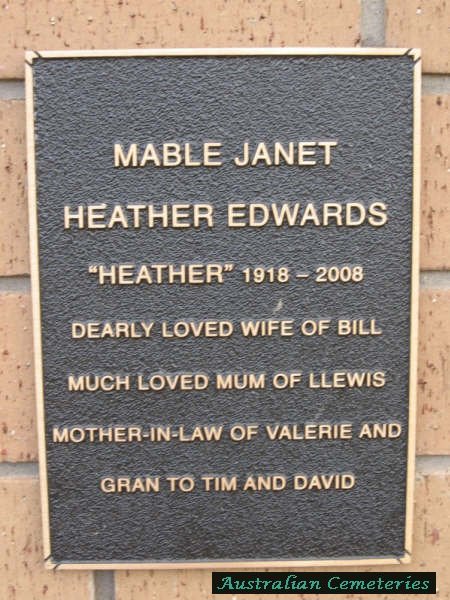 MABLE JANET
HEATHER EDWARDS
“HEATHER” 1918 – 2008
DEARLY LOVED WIFE OF BILL
MUCH LOVED MUM OF LLEWIS
MOTHER-IN-LAW OF VALERIE AND
GRAN TO TIM AND DAVID
Australian Cemeteries